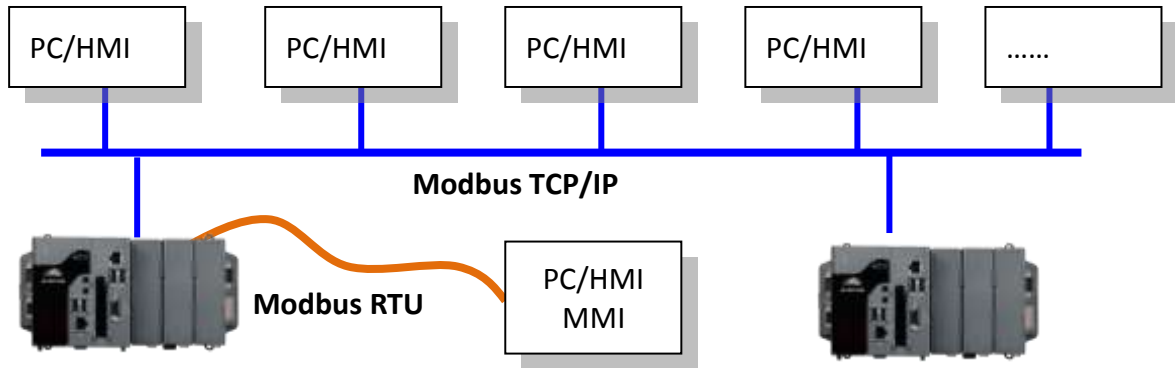 PC/HMI
PC/HMI
PC/HMI
PC/HMI
......
Modbus TCP/IP
Modbus RTU
PC/HMI
MMI